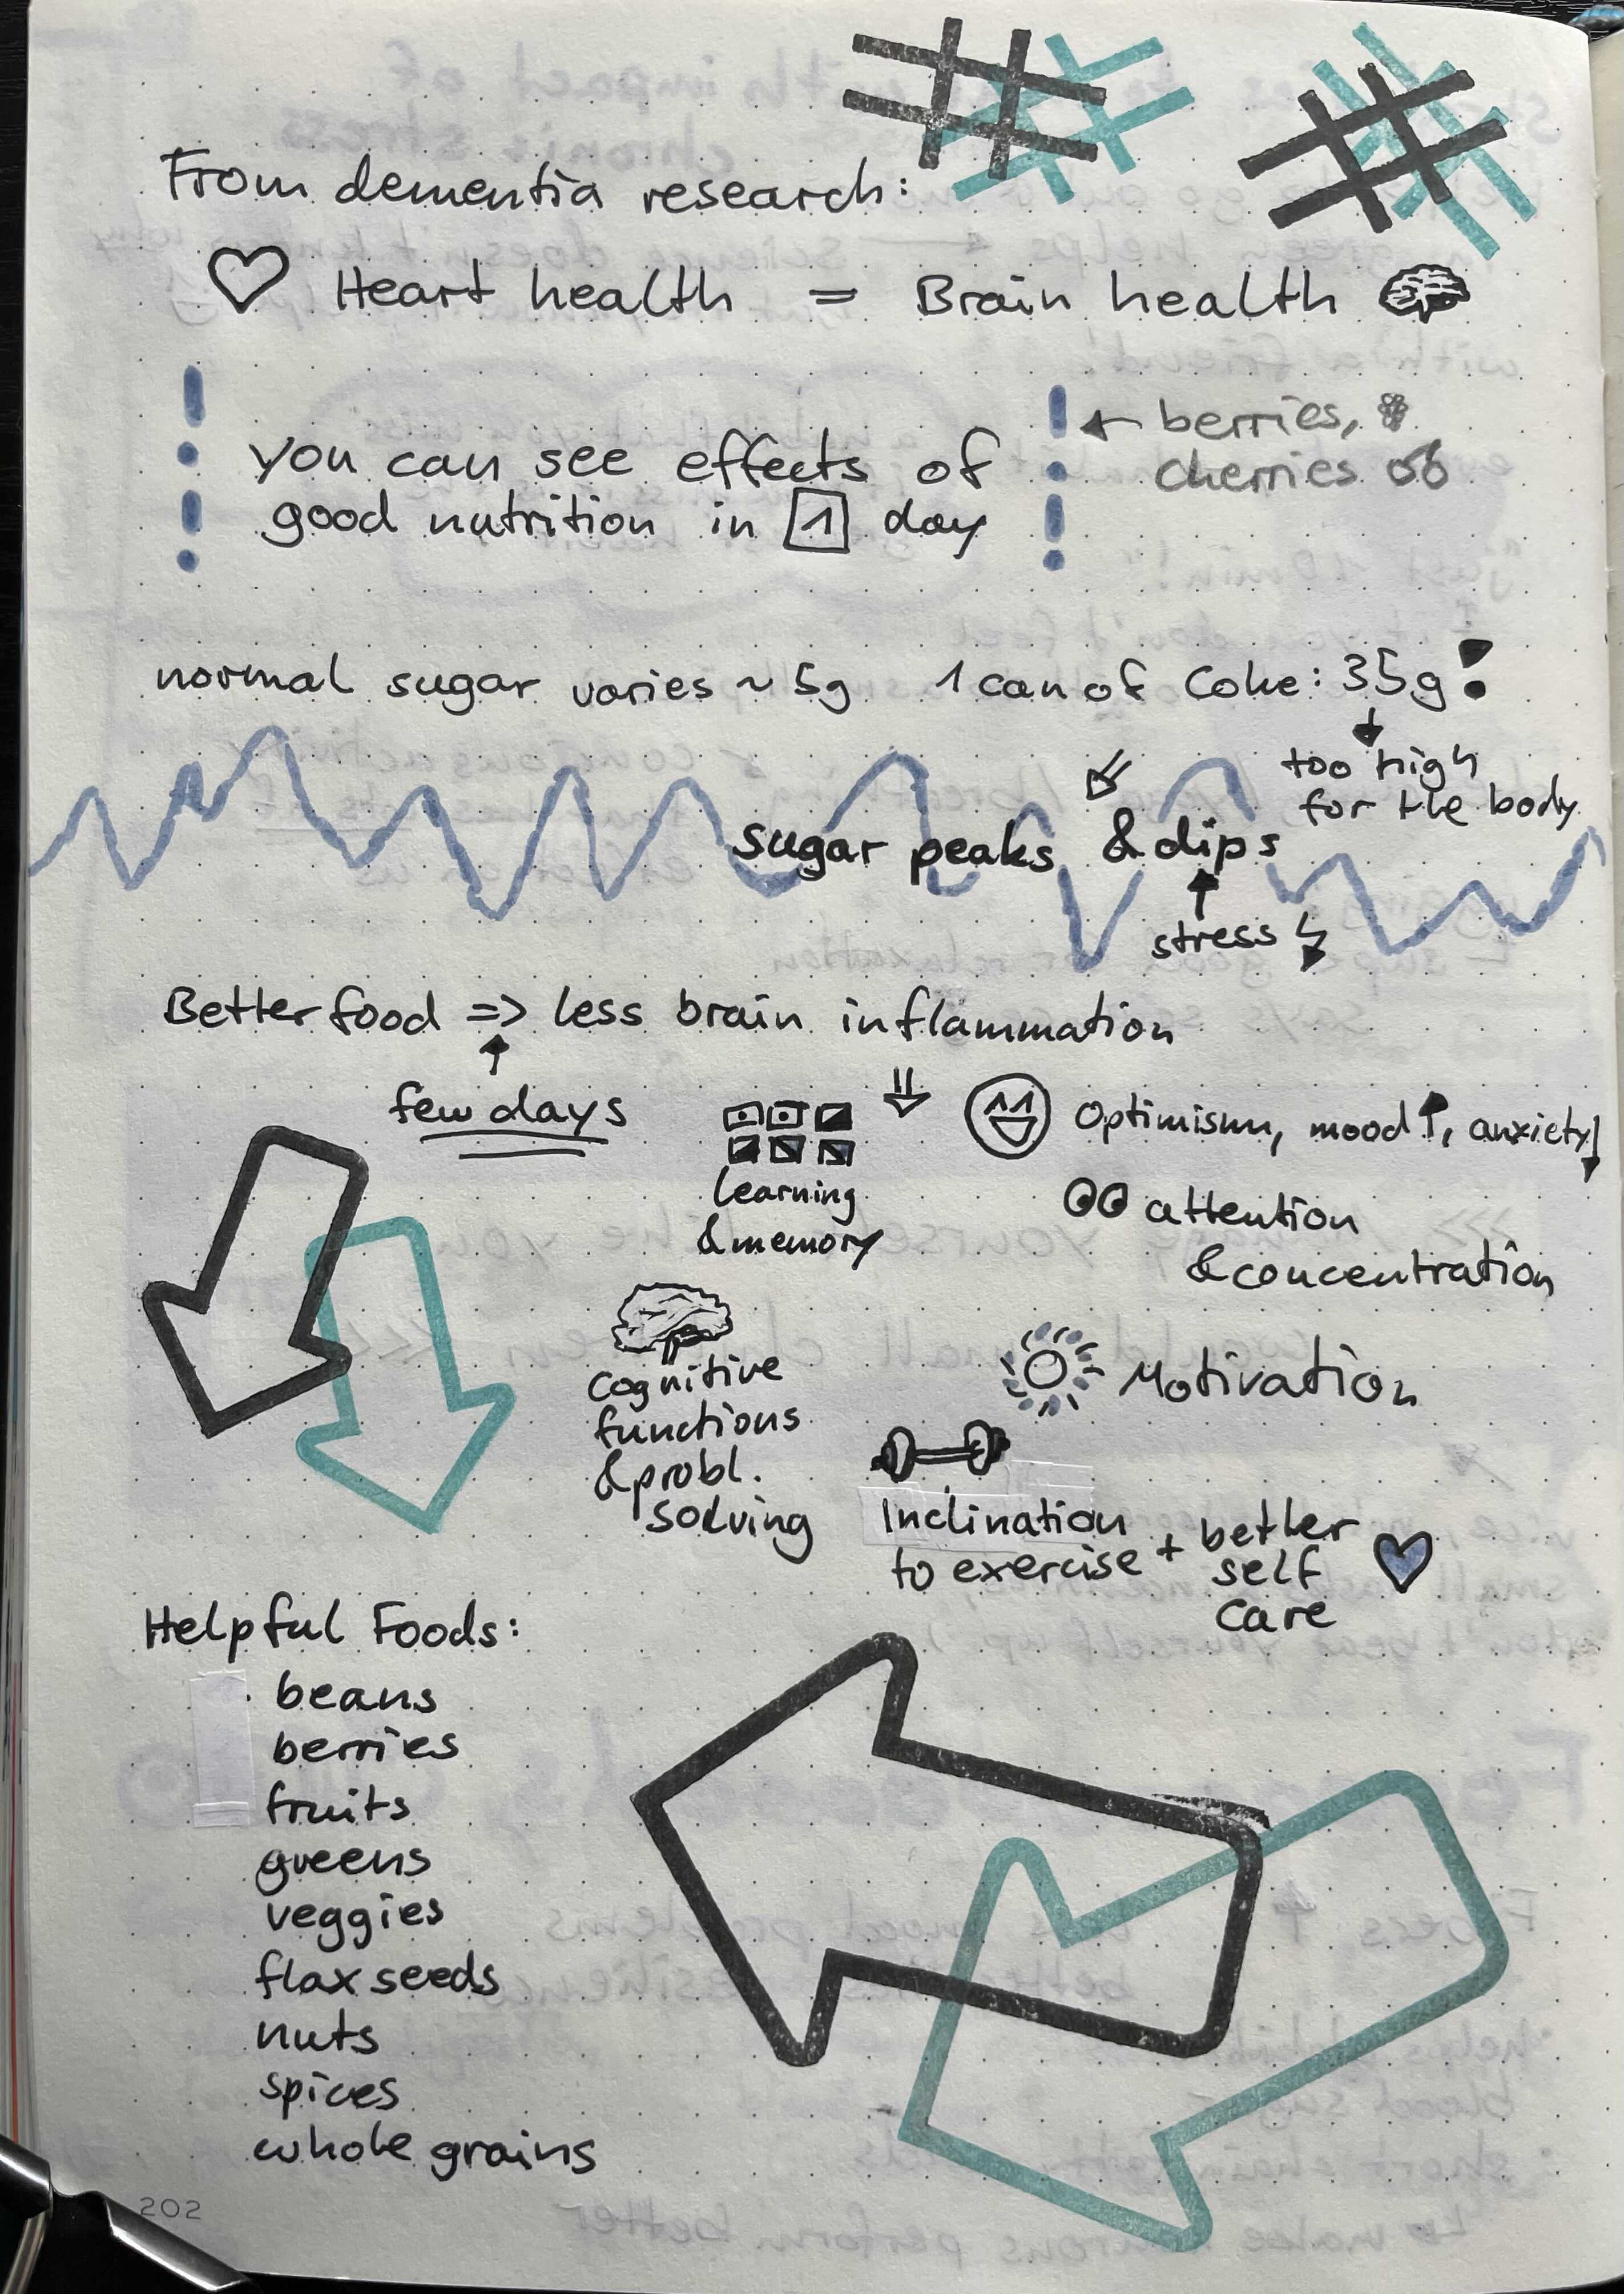 From dementia research:
Heart health = Brain health
you can see effects of
good nutrition in 1 day
← berries,
cherries
normal sugar varies ~ 5g 1 can of Coke: 35g!
↓
too high
for the body
sugar peaks & dips
↑
stress
Better food => less brain inflammation
↑
few days
learning
& memory
Optimism, mood↑, anxiety↓
attention
& concentration
cognitive
functions
& probl.
solving
Motivation
Inclination
to exercise + better
self
care
Helpful Foods:
beans
berries
fruits
greens
veggies
flax seeds
nuts
spices
whole grains
202